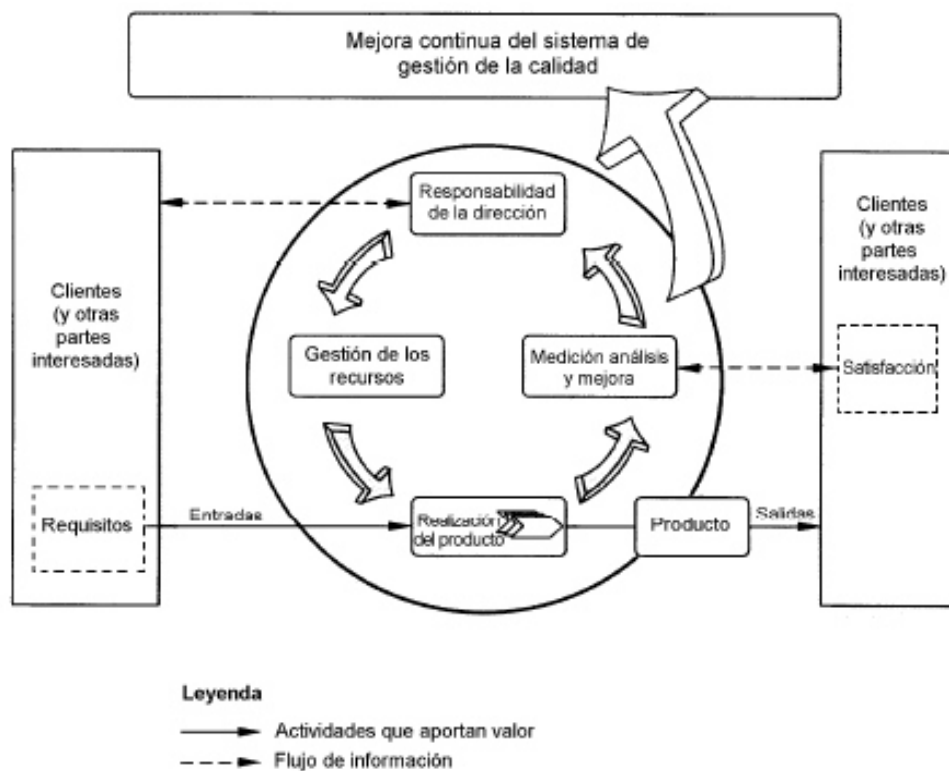 Mejora continua del sistema de
gestión de la calidad
Responsabilidad
de la dirección
Clientes
(y otras
partes
interesadas)
Clientes
(y otras
partes
interesadas)
Gestión de los
recursos
Medición análisis
y mejora
Satisfacción
Requisitos
Entradas
Realización
del producto
Producto
Salidas
Leyenda
Actividades que aportan valor
Flujo de información